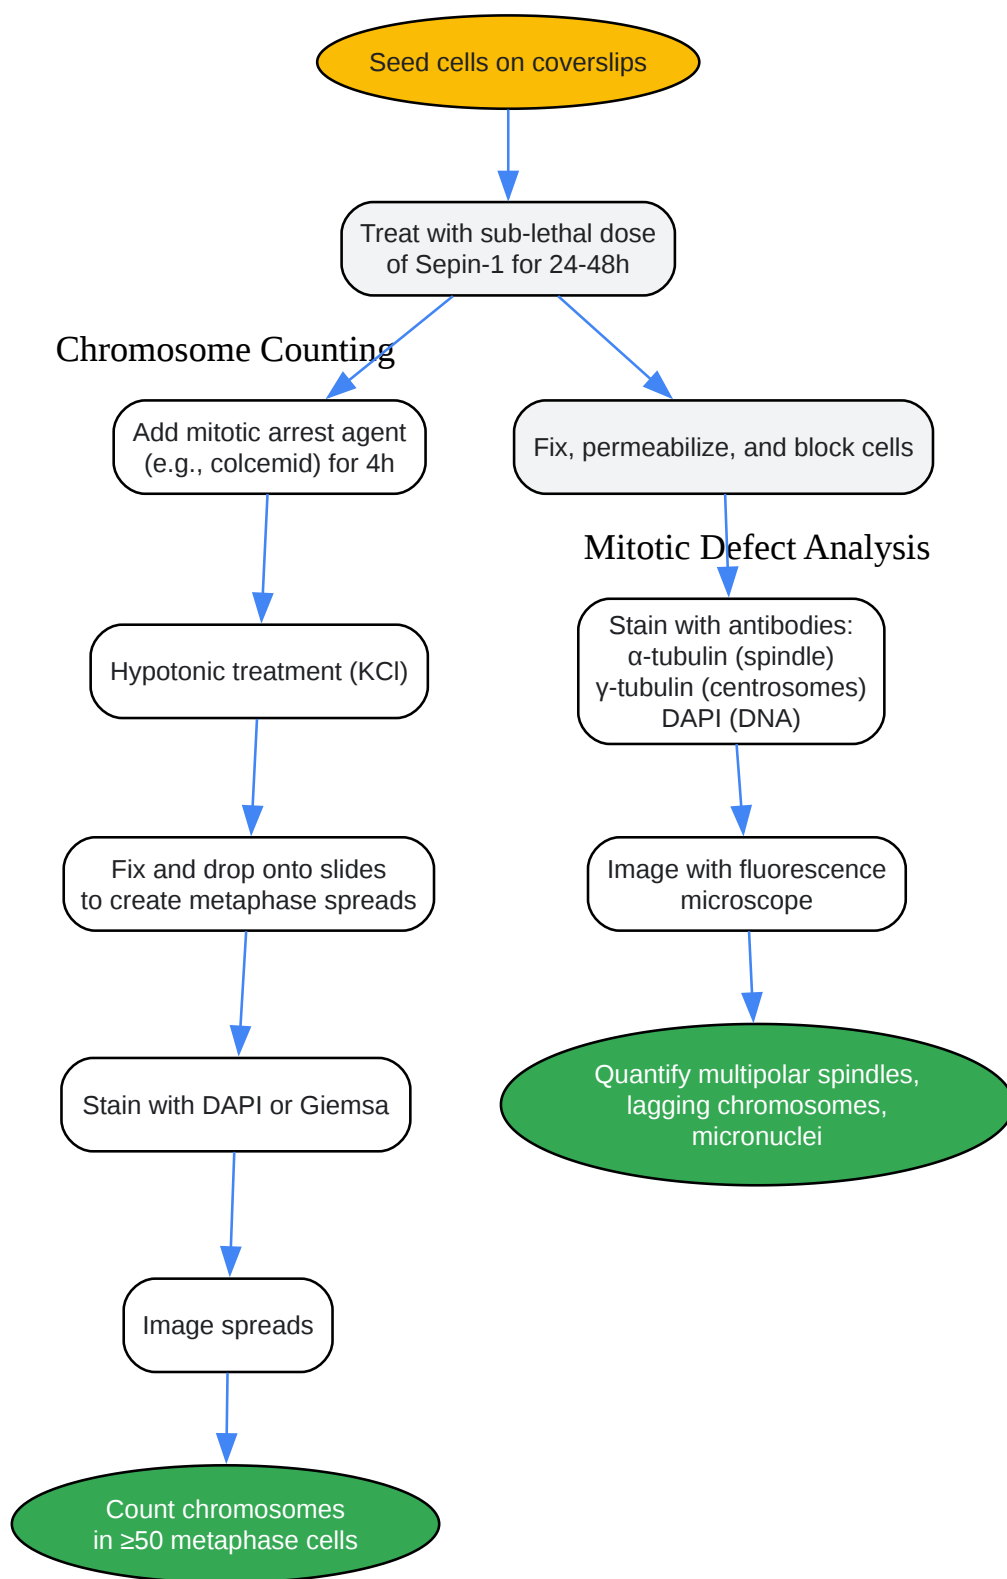 Seed cells on coverslips
Treat with sub-lethal dose
of Sepin-1 for 24-48h
Chromosome Counting
Add mitotic arrest agent
(e.g., colcemid) for 4h
Hypotonic treatment (KCl)
Fix and drop onto slides
to create metaphase spreads
Stain with DAPI or Giemsa
Image spreads
Count chromosomes
in ≥50 metaphase cells
Fix, permeabilize, and block cells
Mitotic Defect Analysis
Stain with antibodies:
α-tubulin (spindle)
γ-tubulin (centrosomes)
DAPI (DNA)
Image with fluorescence
microscope
Quantify multipolar spindles,
lagging chromosomes,
micronuclei